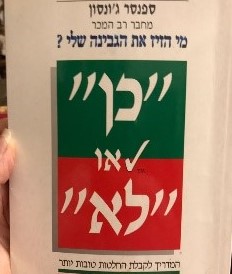 ספנסר ג'ונסון
מחבר רב המכר
מי הזיז את הגבינה שלי ?
"כן"
או
"לא"
המדריך לקבלת החלטות טובות יותר